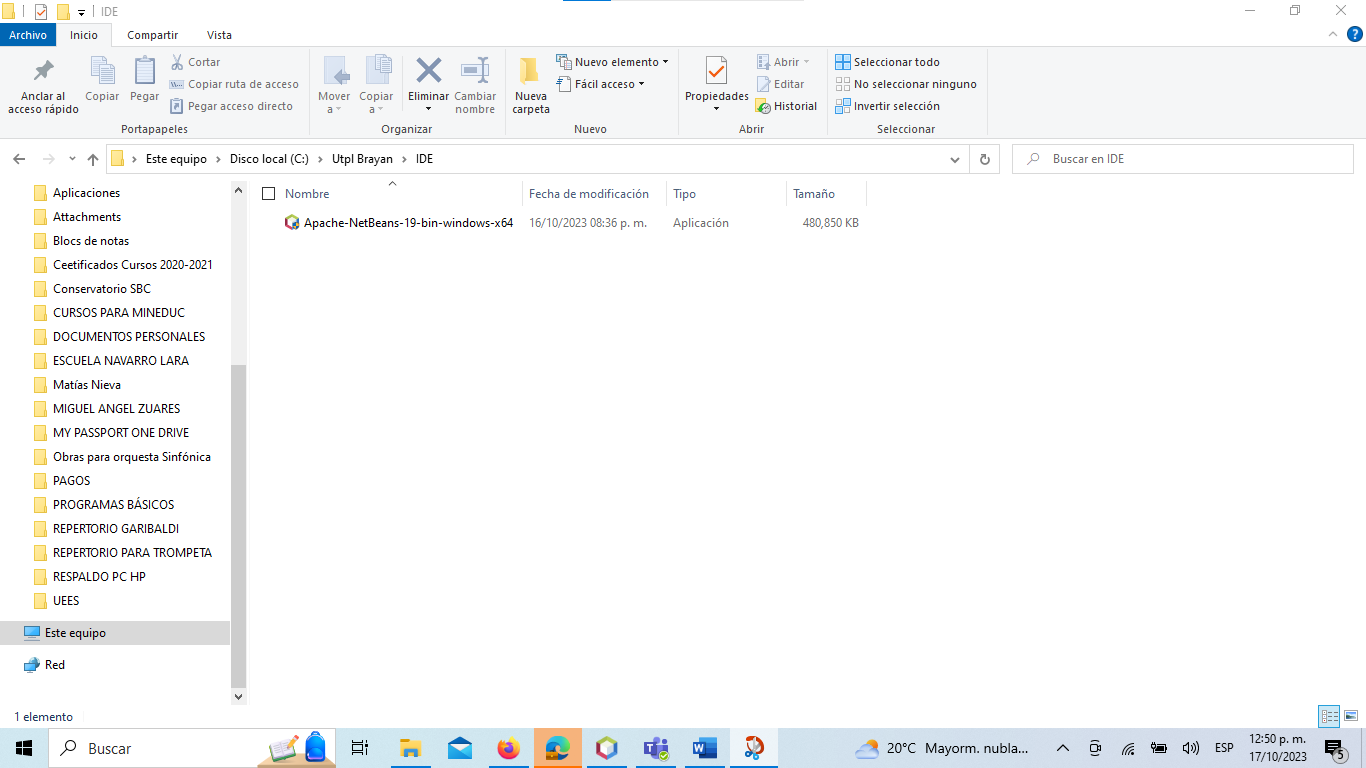 IDE
Archivo Inicio Compartir Vista
Anclar al acceso rápido
Copiar
Pegar
Cortar
Copiar ruta de acceso
Pegar acceso directo
Portapapeles
Mover a
Copiar a
Eliminar
Cambiar nombre
Organizar
Nueva carpeta
Nuevo elemento
Fácil acceso
Nuevo
Propiedades
Abrir
Editar
Historial
Abrir
Seleccionar todo
No seleccionar ninguno
Invertir selección
Seleccionar
Este equipo > Disco local (C:) > Utpl Brayan > IDE
Buscar en IDE
Aplicaciones
Attachments
Blocs de notas
Ceetificados Cursos 2020-2021
Conservatorio SBC
CURSOS PARA MINEDUC
DOCUMENTOS PERSONALES
ESCUELA NAVARRO LARA
Matías Nieva
MIGUEL ANGEL ZUARES
MY PASSPORT ONE DRIVE
Obras para orquesta Sinfónica
PAGOS
PROGRAMAS BÁSICOS
REPERTORIO GARIBALDI
REPERTORIO PARA TROMPETA
RESPALDO PC HP
UEES
Este equipo
Red
Nombre Fecha de modificación Tipo Tamaño
Apache-NetBeans-19-bin-windows-x64 16/10/2023 08:36 p. m. Aplicación 480,850 KB
1 elemento
Buscar
20°C Mayorm. nubla...
ESP
12:50 p. m.
17/10/2023
5